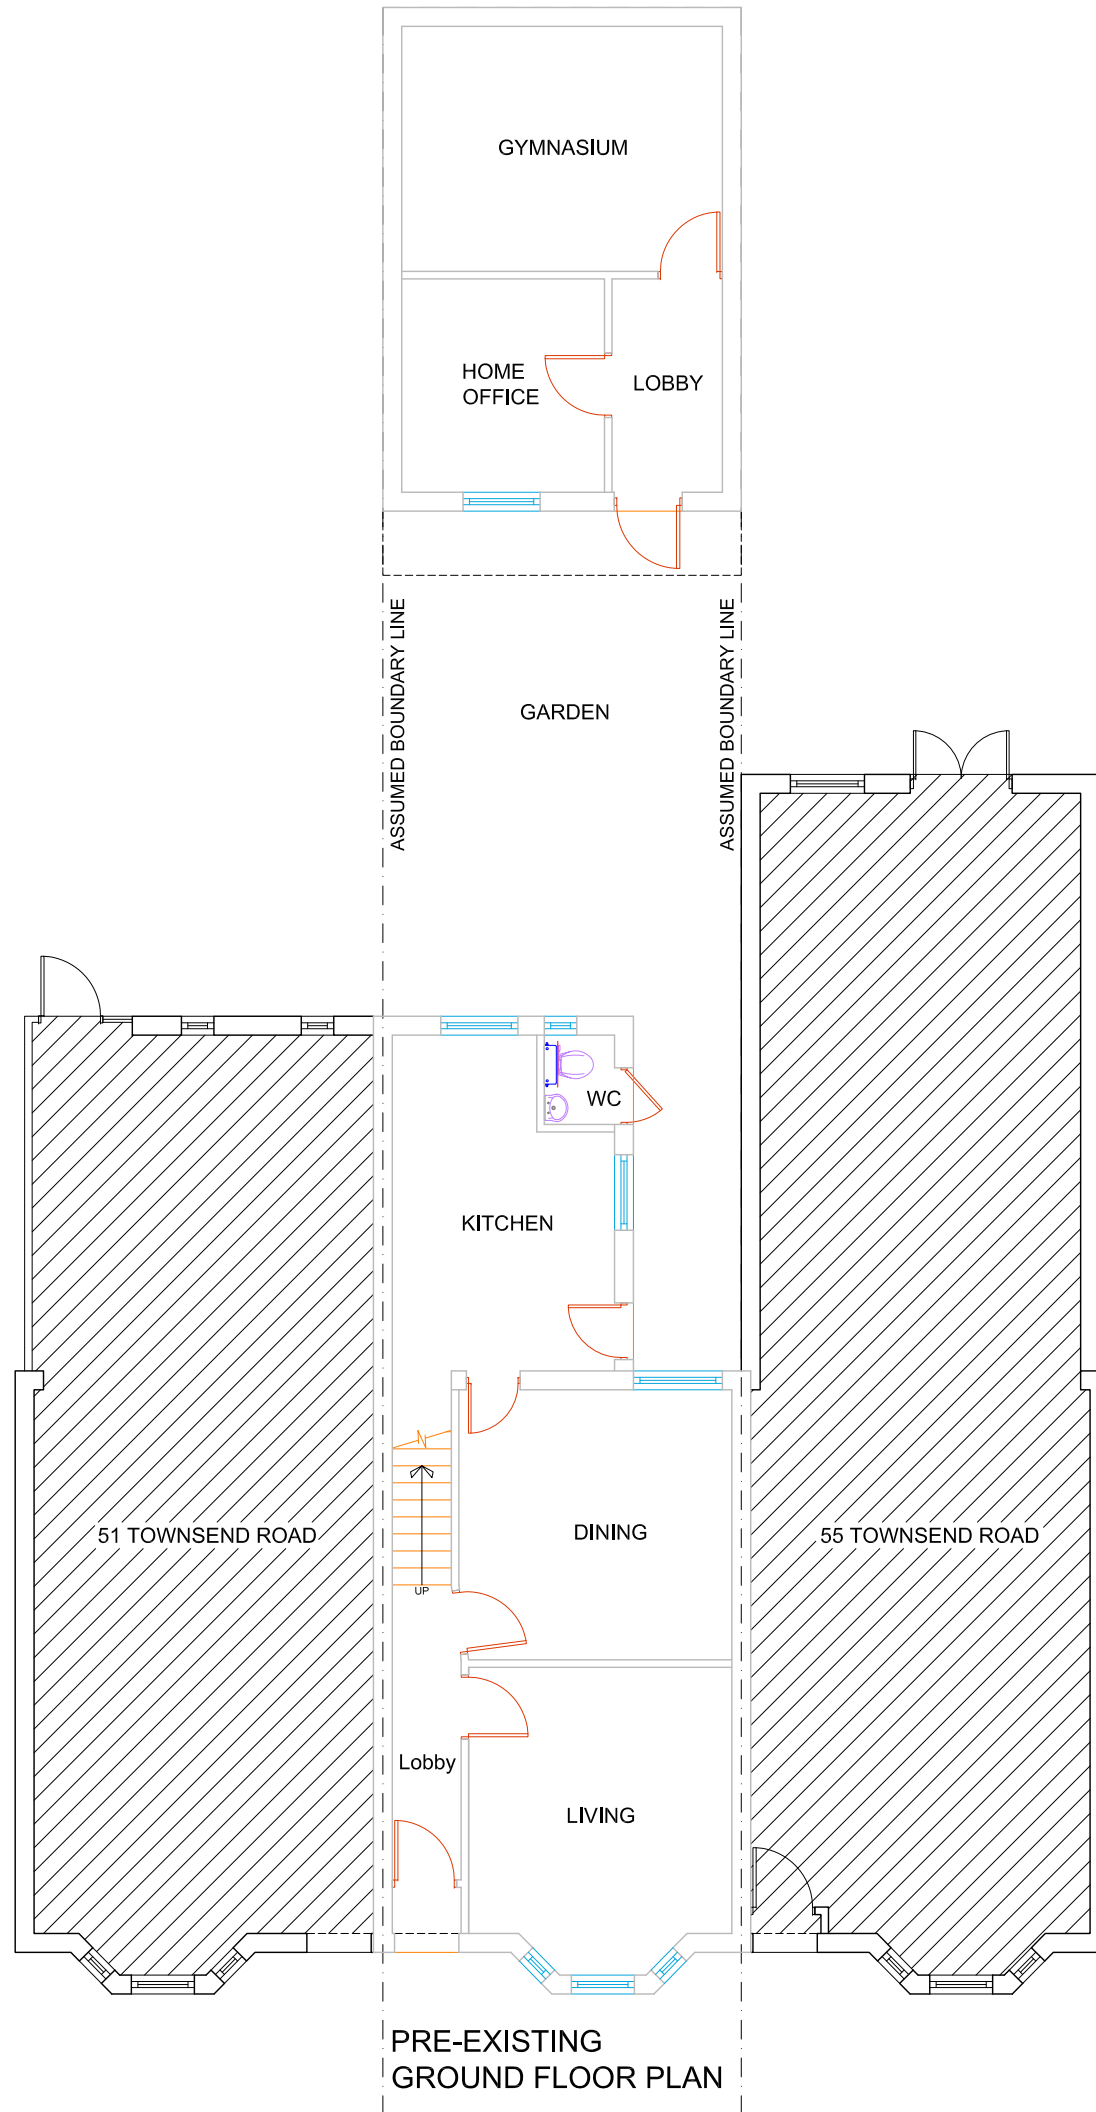 GYMNASIUM
HOME
OFFICE
LOBBY
ASSUMED BOUNDARY LINE
ASSUMED BOUNDARY LINE
GARDEN
WC
KITCHEN
51 TOWNSEND ROAD
DINING
55 TOWNSEND ROAD
UP
Lobby
LIVING
PRE-EXISTING
GROUND FLOOR PLAN